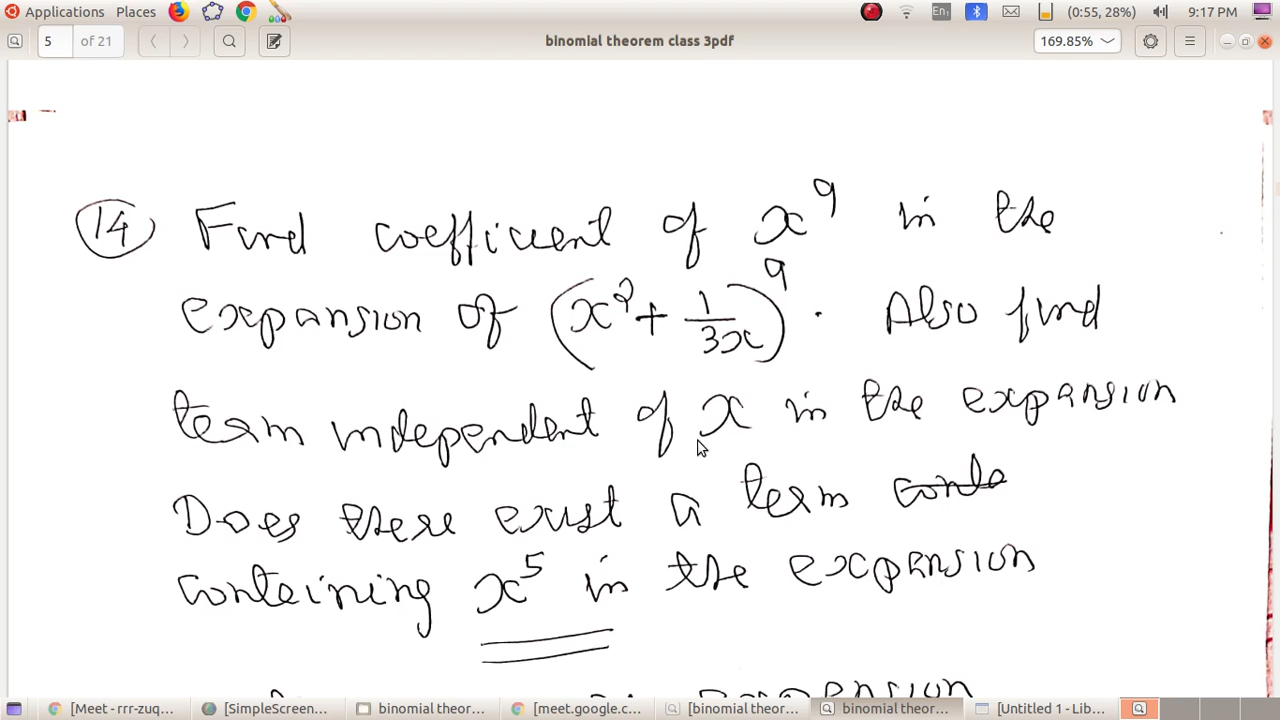 Applications Places En₁ (0:55, 28%) 9:17 PM
5 of 21 binomial theorem class 3pdf 169.85%
14 Find coefficient of x⁹ in the
expansion of (x² + 1/3x)⁹. Also find
term independent of x in the expansion
Does there exist a term
containing x⁵ in the expansion
[Meet - rrr-zuq... [SimpleScreen... binomial theor... [meet.google.c... [binomial theor... binomial theor... [Untitled 1 - Lib...